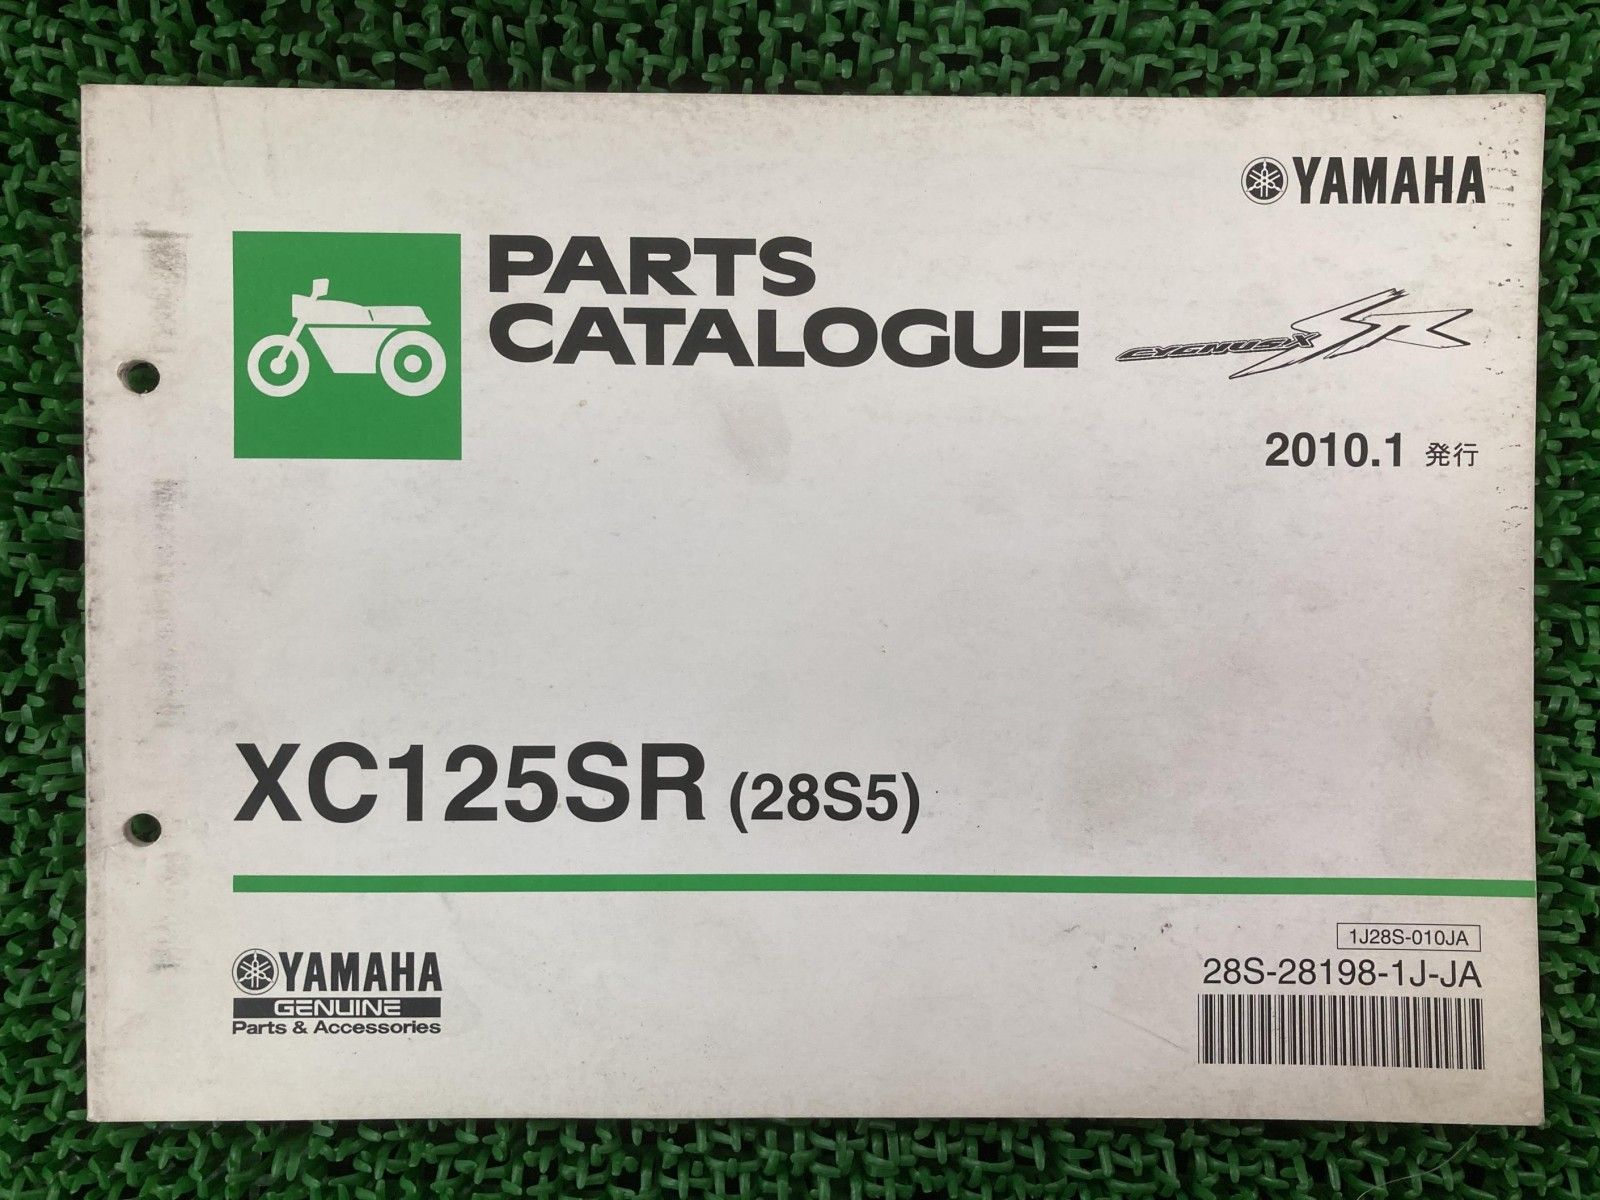 YAMAHA
PARTS
CATALOGUE
CYGNUSX SR
2010.1 発行
XC125SR (28S5)
YAMAHA
GENUINE
Parts & Accessories
1J28S-010JA
28S-28198-1J-JA